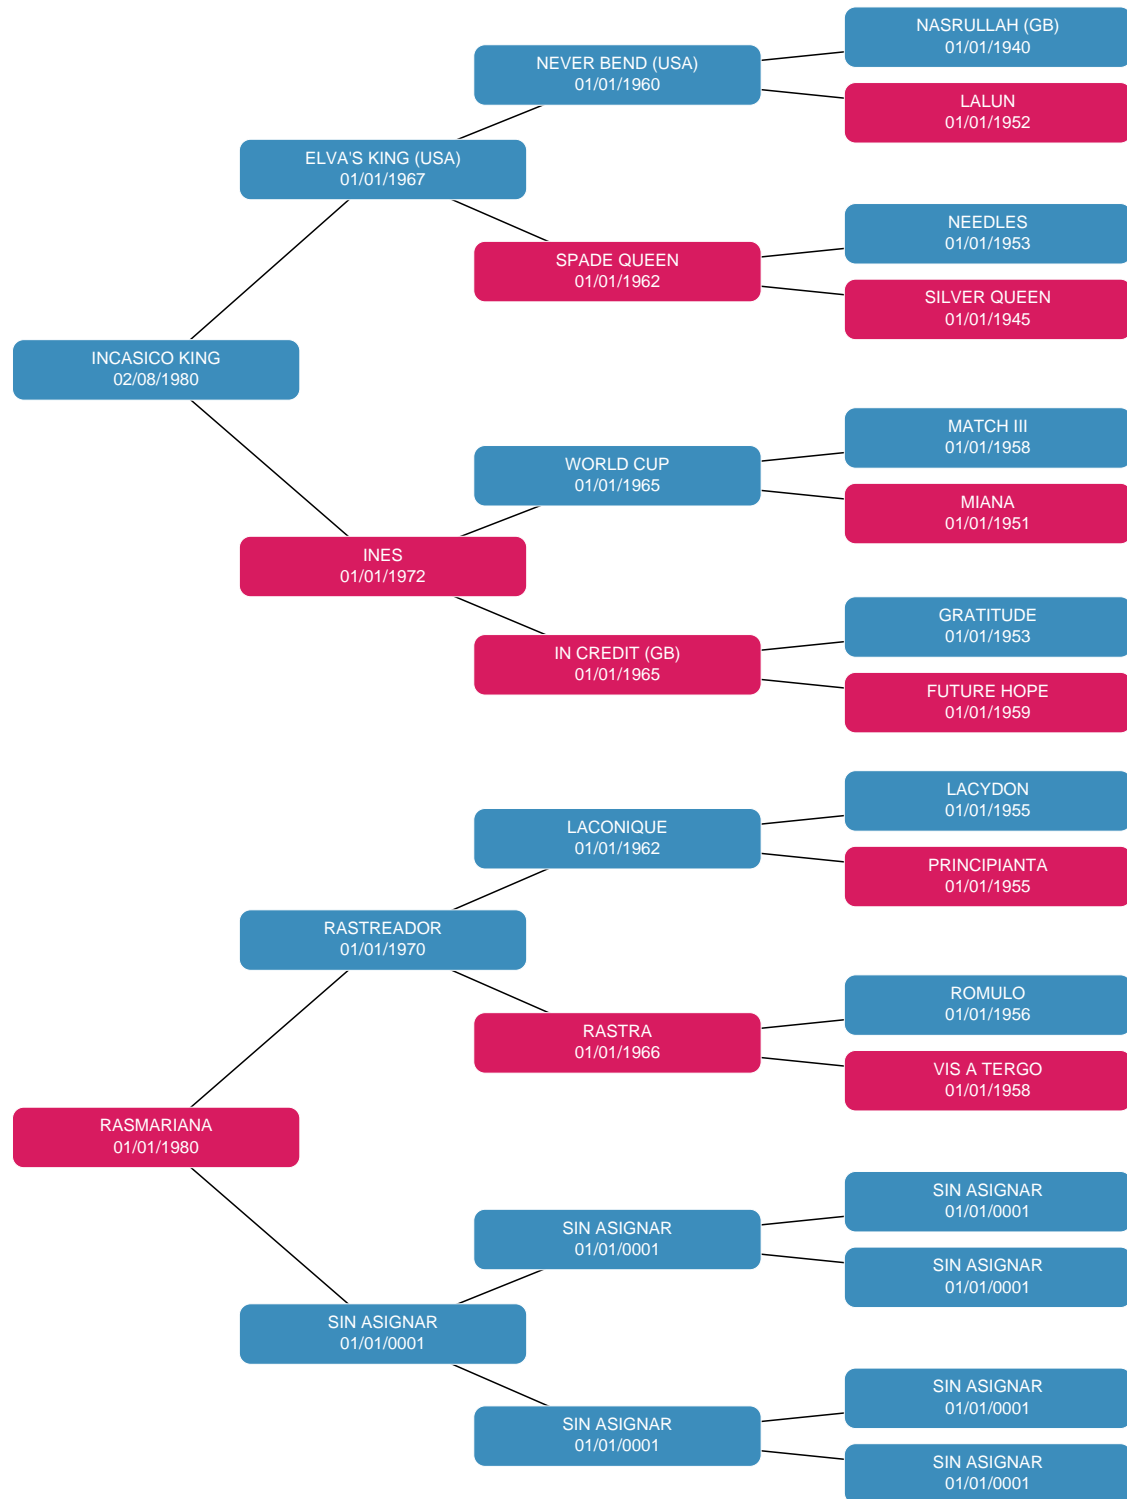 NASRULLAH (GB)
01/01/1940
NEVER BEND (USA)
01/01/1960
LALUN
01/01/1952
ELVA'S KING (USA)
01/01/1967
NEEDLES
01/01/1953
SPADE QUEEN
01/01/1962
SILVER QUEEN
01/01/1945
INCASICO KING
02/08/1980
MATCH III
01/01/1958
WORLD CUP
01/01/1965
MIANA
01/01/1951
INES
01/01/1972
GRATITUDE
01/01/1953
IN CREDIT (GB)
01/01/1965
FUTURE HOPE
01/01/1959
LACYDON
01/01/1955
LACONIQUE
01/01/1962
PRINCIPIANTA
01/01/1955
RASTREADOR
01/01/1970
ROMULO
01/01/1956
RASTRA
01/01/1966
VIS A TERGO
01/01/1958
RASMARIANA
01/01/1980
SIN ASIGNAR
01/01/0001
SIN ASIGNAR
01/01/0001
SIN ASIGNAR
01/01/0001
SIN ASIGNAR
01/01/0001
SIN ASIGNAR
01/01/0001
SIN ASIGNAR
01/01/0001
SIN ASIGNAR
01/01/0001